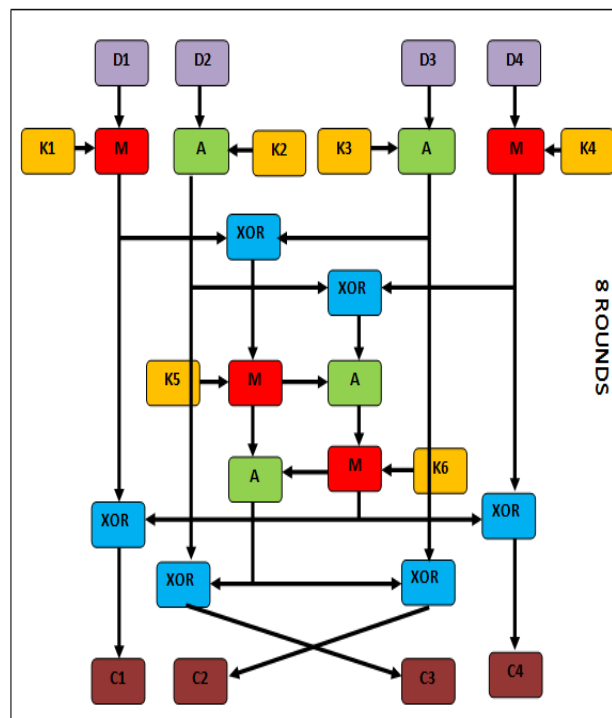 D1 D2 D3 D4
K1 M A K2 K3 A M K4
XOR
XOR
8 ROUNDS
K5 M A
A M K6
XOR XOR
XOR XOR
C1 C2 C3 C4